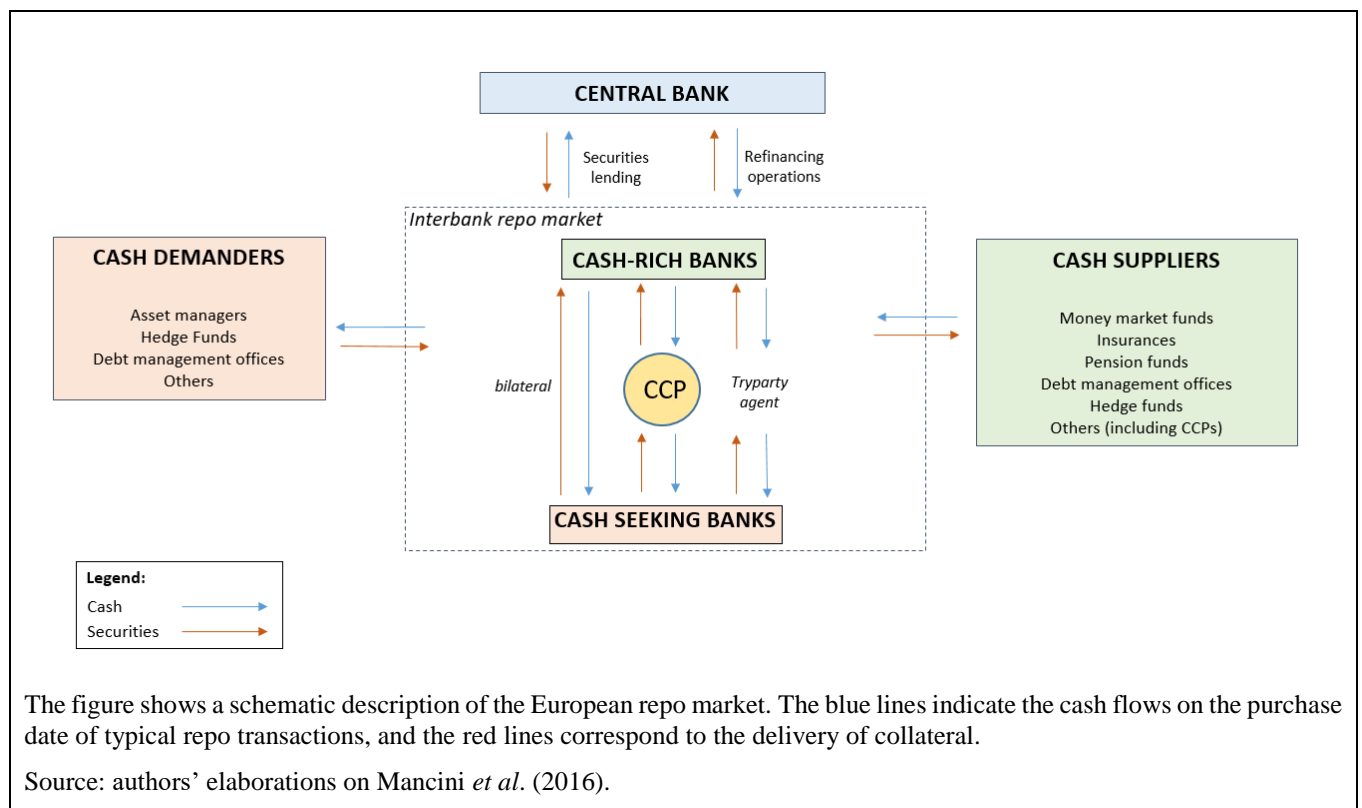 CENTRAL BANK
Securities
lending
Refinancing
operations
Interbank repo market
CASH DEMANDERS
Asset managers
Hedge Funds
Debt management offices
Others
CASH-RICH BANKS
bilateral
CCP
Tryparty
agent
CASH SEEKING BANKS
CASH SUPPLIERS
Money market funds
Insurances
Pension funds
Debt management offices
Hedge funds
Others (including CCPs)
Legend:
Cash
Securities
The figure shows a schematic description of the European repo market. The blue lines indicate the cash flows on the purchase
date of typical repo transactions, and the red lines correspond to the delivery of collateral.
Source: authors’ elaborations on Mancini et al. (2016).